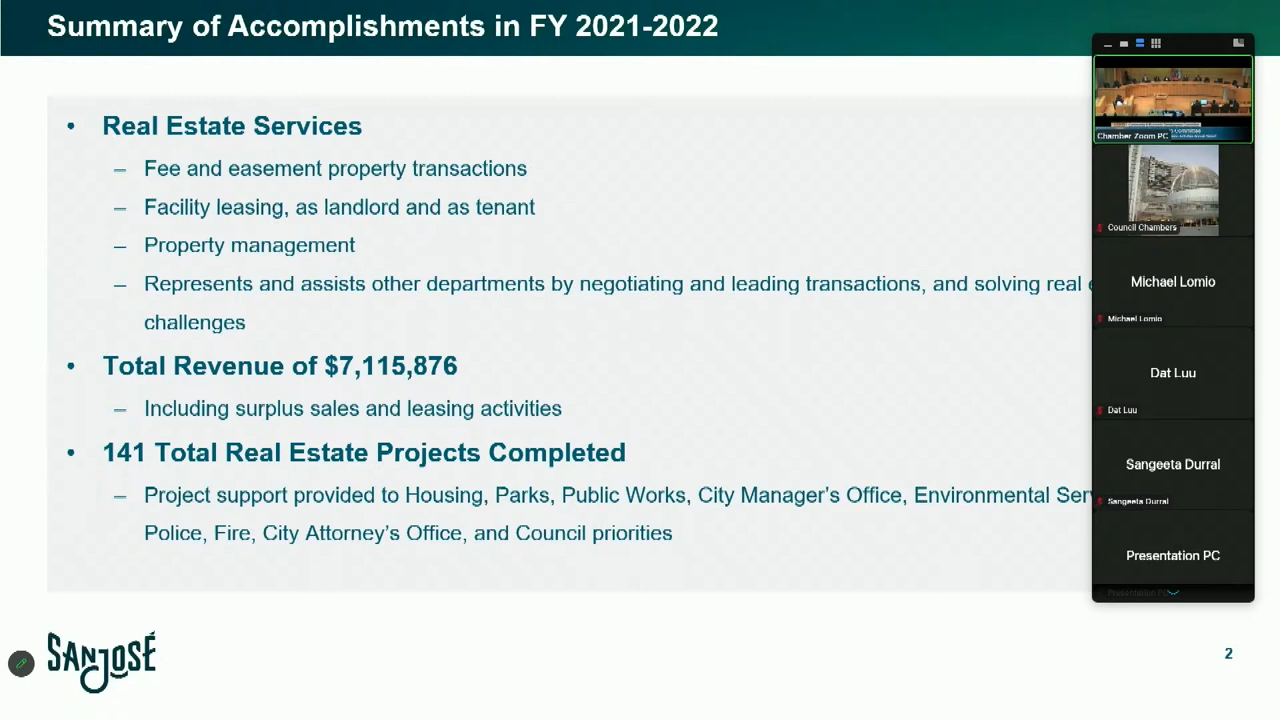 Summary of Accomplishments in FY 2021-2022
• Real Estate Services
– Fee and easement property transactions
– Facility leasing, as landlord and as tenant
– Property management
– Represents and assists other departments by negotiating and leading transactions, and solving real
challenges
• Total Revenue of $7,115,876
– Including surplus sales and leasing activities
• 141 Total Real Estate Projects Completed
– Project support provided to Housing, Parks, Public Works, City Manager's Office, Environmental Ser
Police, Fire, City Attorney's Office, and Council priorities
SAN JOSÉ
2
Chamber Zoom PC
Council Chambers
Michael Lomio
Michael Lomio
Dat Luu
Dat Luu
Sangeeta Durral
Sangeeta Durral
Presentation PC
Presentation PC